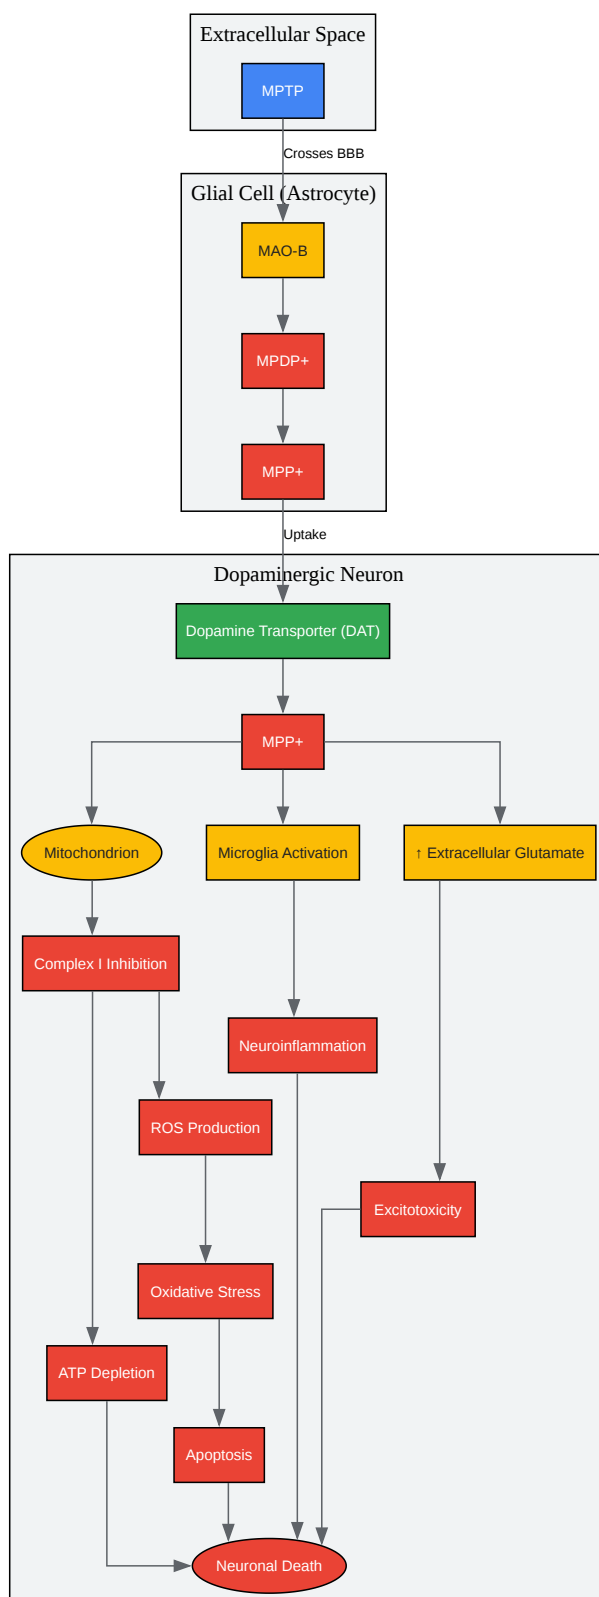 Extracellular Space
MPTP
Crosses BBB
Glial Cell (Astrocyte)
MAO-B
MPDP+
MPP+
Uptake
Dopaminergic Neuron
Dopamine Transporter (DAT)
MPP+
Mitochondrion
Microglia Activation
↑ Extracellular Glutamate
Complex I Inhibition
Neuroinflammation
ROS Production
Excitotoxicity
Oxidative Stress
ATP Depletion
Apoptosis
Neuronal Death